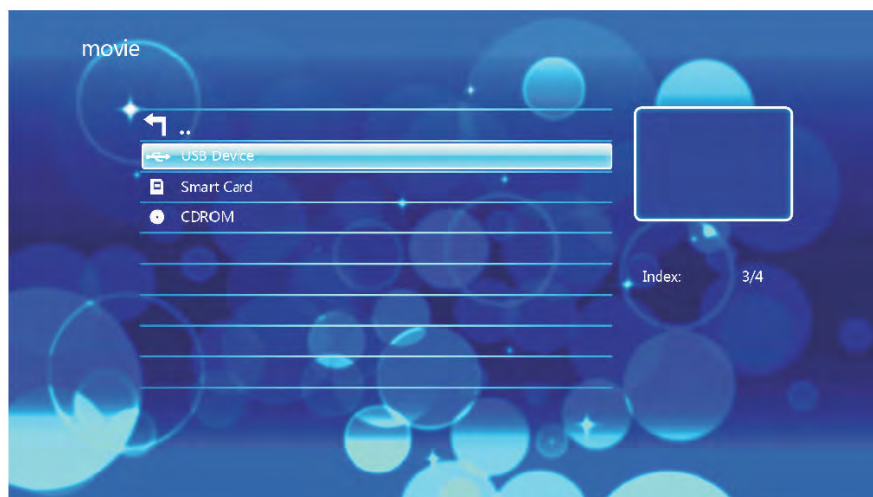 movie
..
USB Device
Smart Card
CDROM
Index: 3/4